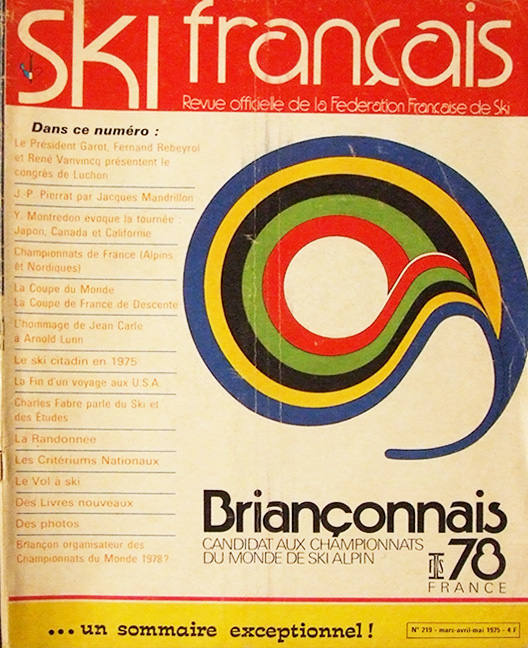 SKI français
Revue officielle de la Federation Française de Ski
Dans ce numéro :
Le Président Garot, Fernand Rebeyrol
et René Vanvincq présentent le
congrès de Luchon
J.-P. Pierrat par Jacques Mandrillon
Y. Montredon évoque la tournée :
Japon, Canada et Californie
Championnats de France (Alpins
et Nordiques)
La Coupe du Monde
La Coupe de France de Descente
L'hommage de Jean Carle
a Arnold Lunn
Le ski citadin en 1975
La Fin d'un voyage aux U.S.A.
Charles Fabre parle du Ski et
des Études
La Randonnée
Les Critériums Nationaux
Le Vol à ski
Des Livres nouveaux
Des photos
Briançon organisateur des
Championnats du Monde 1978?
Briançonnais
CANDIDAT AUX CHAMPIONNATS
DU MONDE DE SKI ALPIN
FIS 78
FRANCE
... un sommaire exceptionnel !
N° 219 - mars-avril-mai 1975 - 4 F